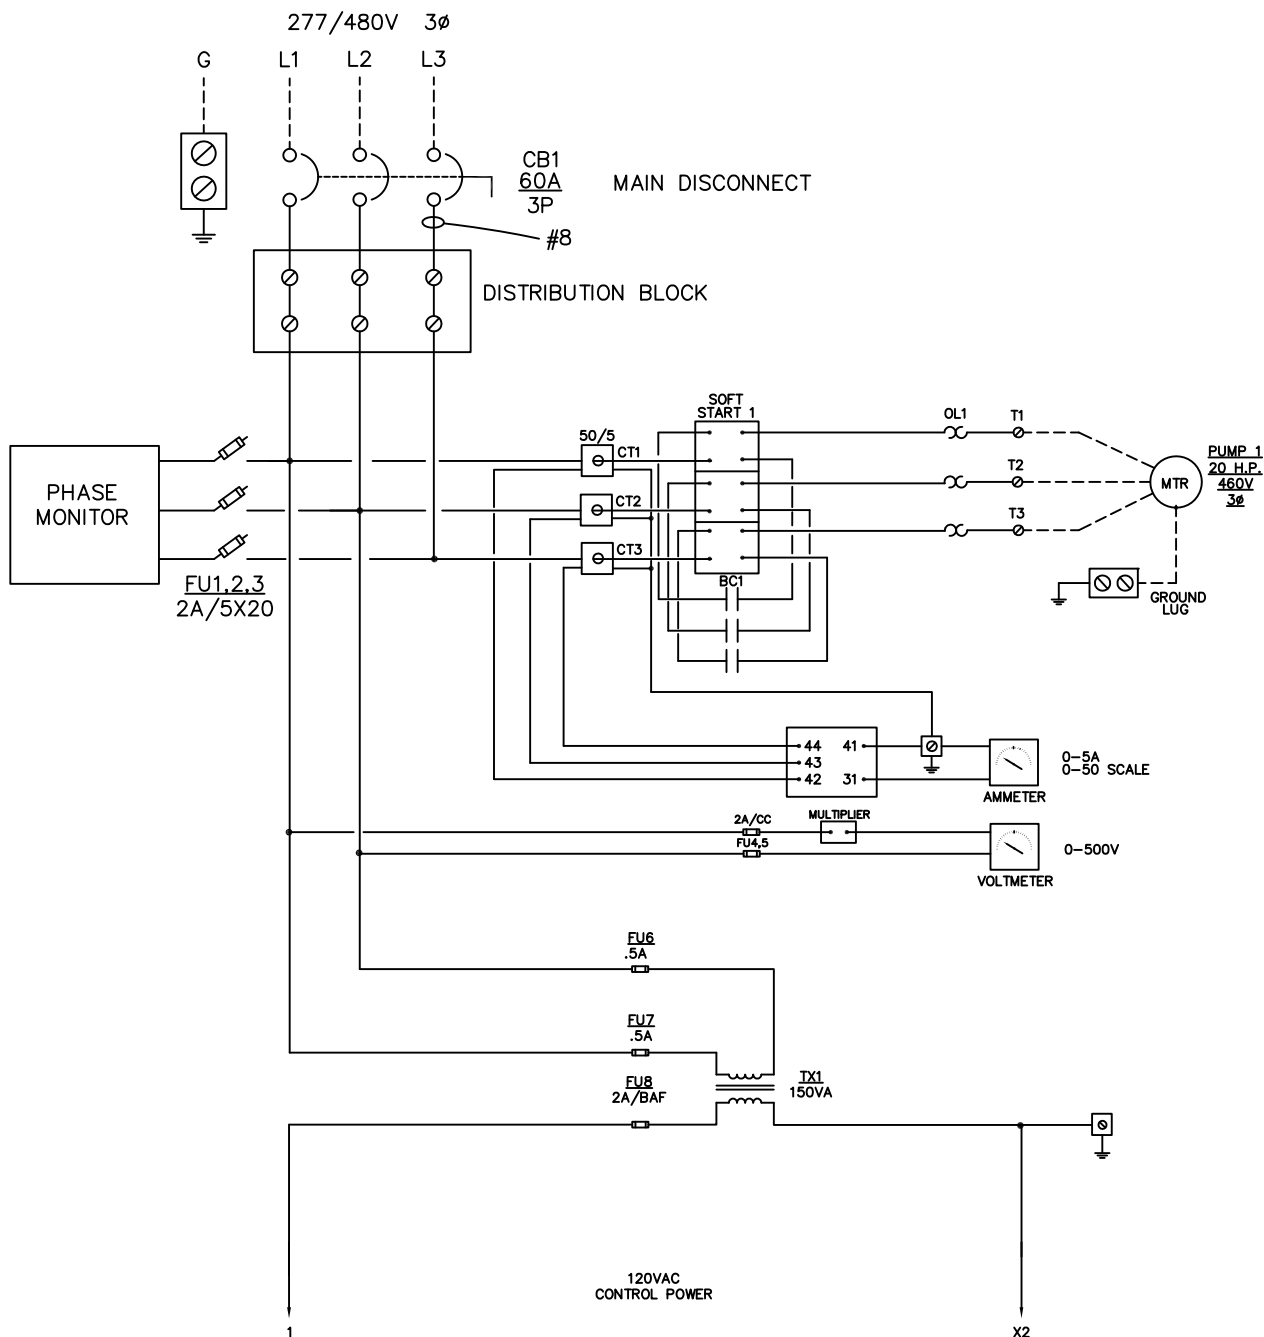 277/480V 3ø
G L1 L2 L3
CB1
60A
3P
MAIN DISCONNECT
#8
DISTRIBUTION BLOCK
PHASE
MONITOR
FU1,2,3
2A/5X20
50/5
CT1
CT2
CT3
SOFT
START 1
BC1
OL1
T1
T2
T3
MTR
PUMP 1
20 H.P.
460V
3ø
GROUND
LUG
44 41
43
42 31
AMMETER
0-5A
0-50 SCALE
2A/CC
FU4,5
MULTIPLIER
VOLTMETER
0-500V
FU6
.5A
FU7
.5A
FU8
2A/BAF
TX1
150VA
120VAC
CONTROL POWER
1 X2